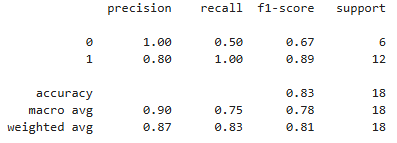 precision recall f1-score support
0 1.00 0.50 0.67 6
1 0.80 1.00 0.89 12
accuracy 0.83 18
macro avg 0.90 0.75 0.78 18
weighted avg 0.87 0.83 0.81 18